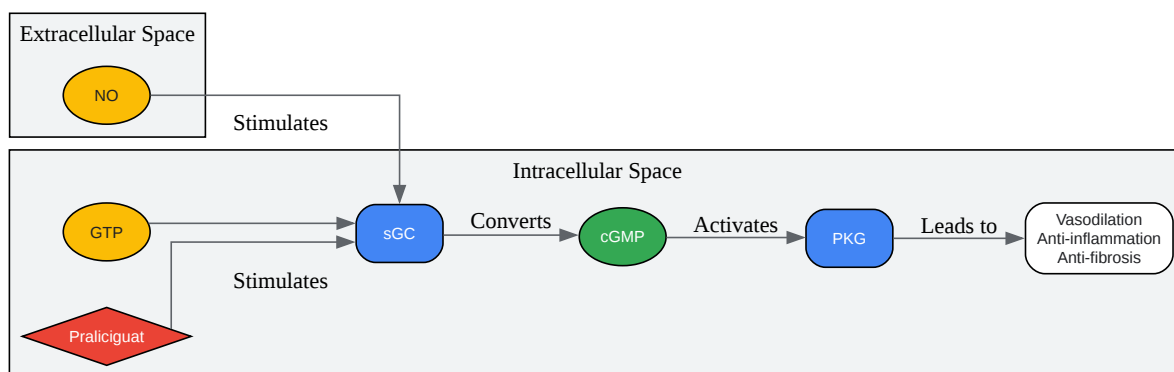 Extracellular Space
NO
Stimulates
Intracellular Space
GTP
sGC
Converts
cGMP
Activates
PKG
Leads to
Vasodilation
Anti-inflammation
Anti-fibrosis
Stimulates
Praliciguat